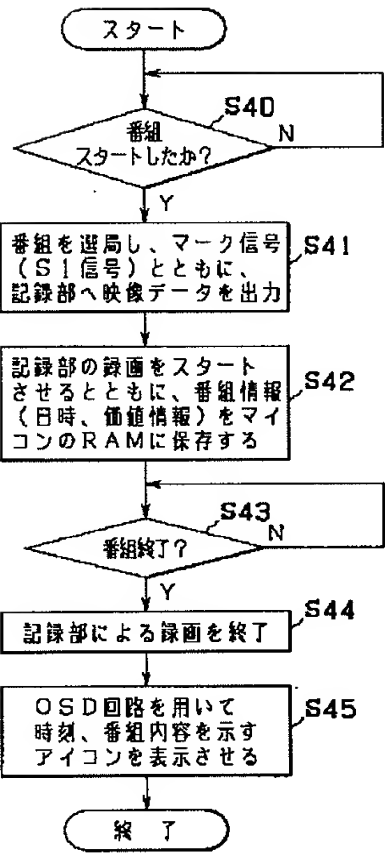 スタート
S40
番組
スタートしたか?
N
Y
番組を選局し、マーク信号
(S1信号)とともに、
記録部へ映像データを出力
S41
記録部の録画をスタート
させるとともに、番組情報
(日時、価値情報)をマイ
コンのRAMに保存する
S42
S43
番組終了?
N
Y
記録部による録画を終了
S44
OSD回路を用いて
時刻、番組内容を示す
アイコンを表示させる
S45
終了